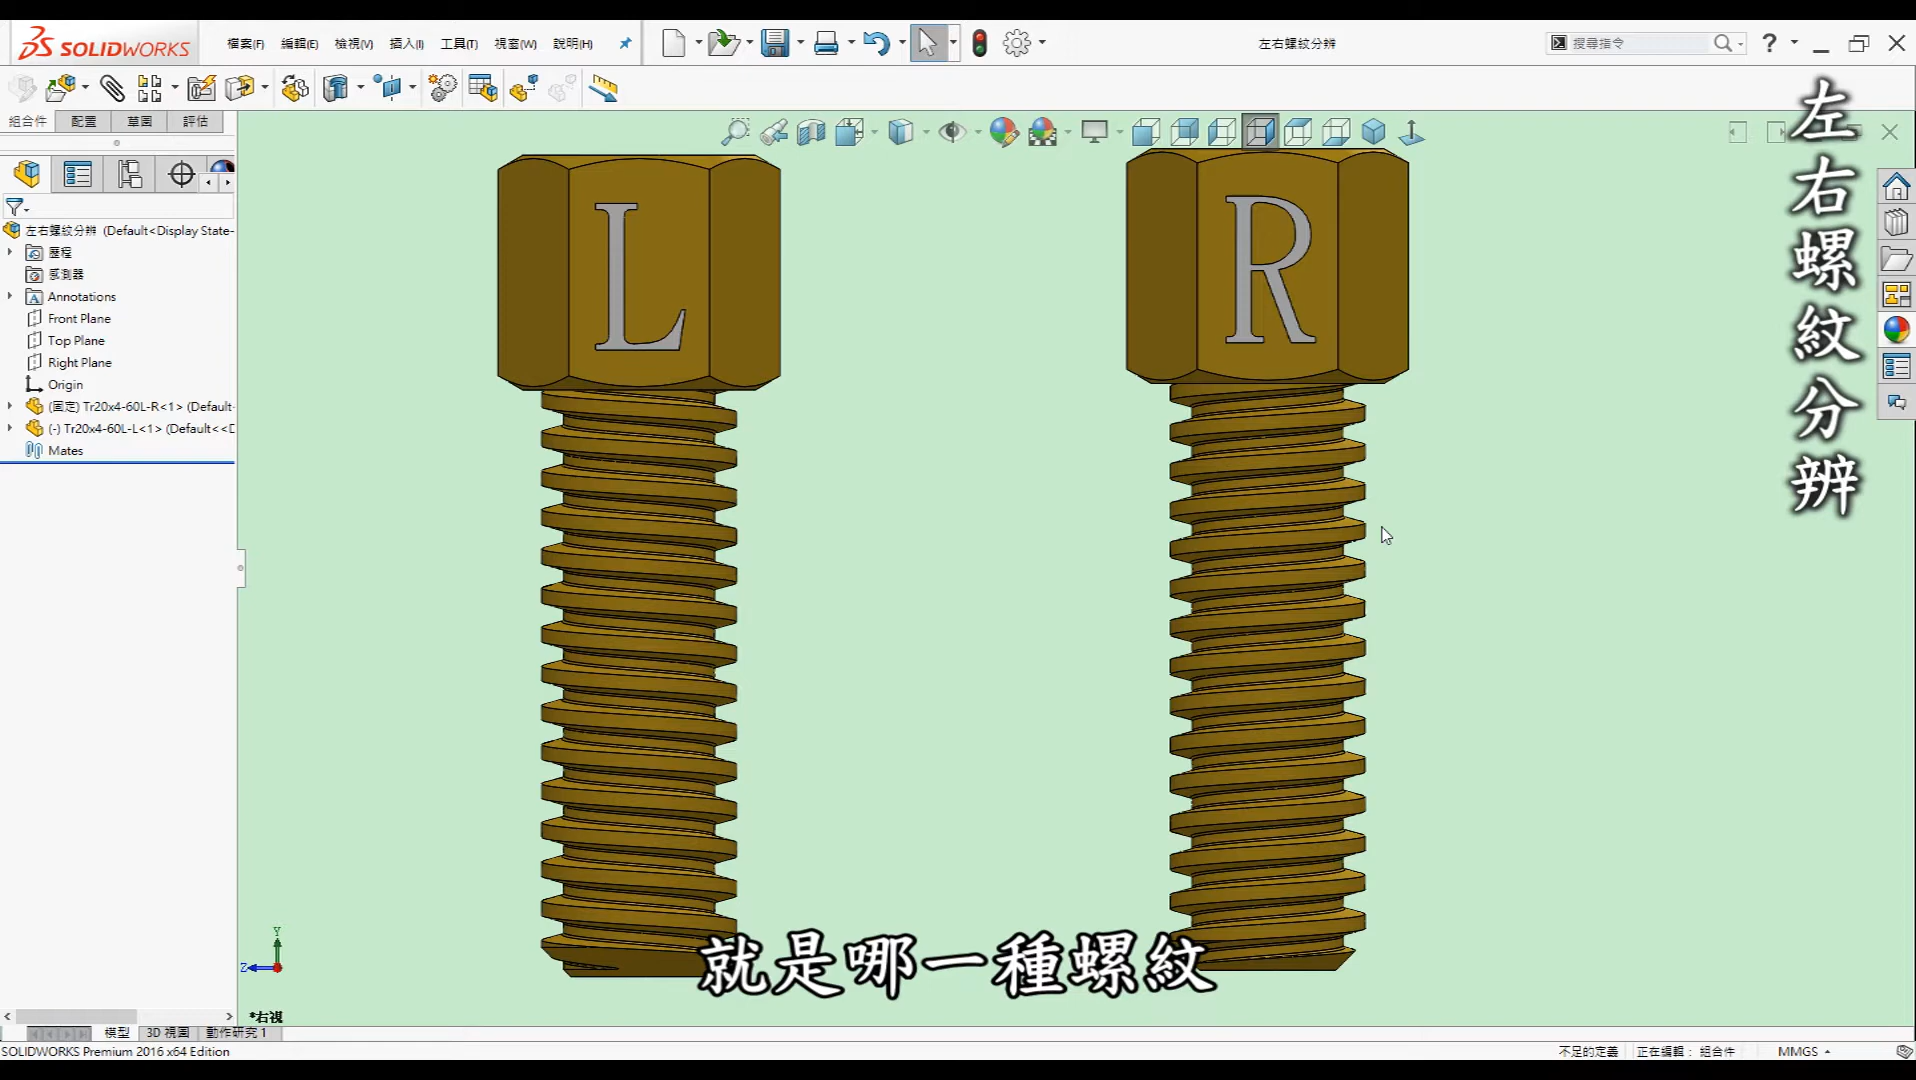 SOLIDWORKS
檔案(F) 編輯(E) 檢視(V) 插入(I) 工具(T) 視窗(W) 說明(H)
左右螺紋分辨
搜尋指令
?
組合件 配置 草圖 評估
左右螺紋分辨 (Default<Display State-
歷程
感測器
Annotations
Front Plane
Top Plane
Right Plane
Origin
(固定) Tr20x4-60L-R<1> (Default-
(-) Tr20x4-60L-L<1> (Default<<D
Mates
L
R
左右螺紋分辨
就是哪一種螺紋
Y
Z
*右視
模型 3D 視圖 動作研究 1
SOLIDWORKS Premium 2016 x64 Edition
不足的定義 正在編輯： 組合件 MMGS